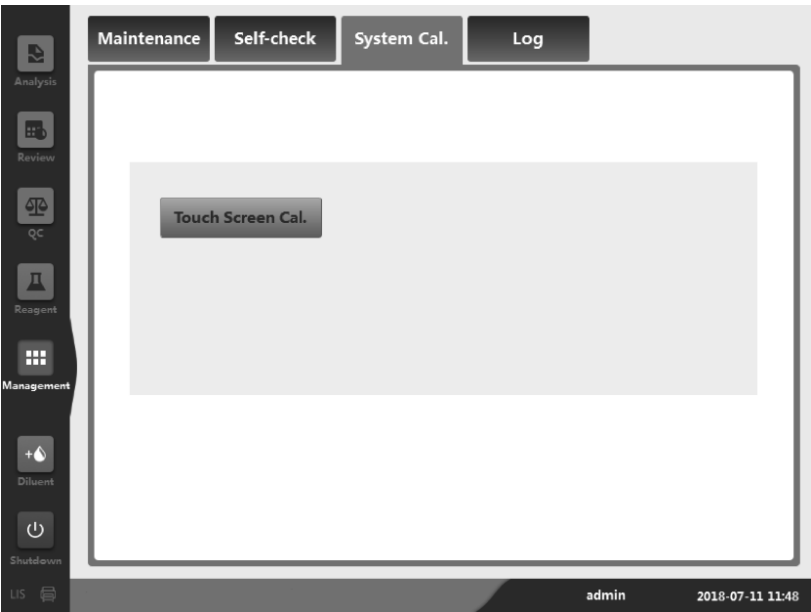 Maintenance Self-check System Cal. Log
Analysis
Review
Touch Screen Cal.
QC
Reagent
Management
Diluent
Shutdown
LIS admin 2018-07-11 11:48